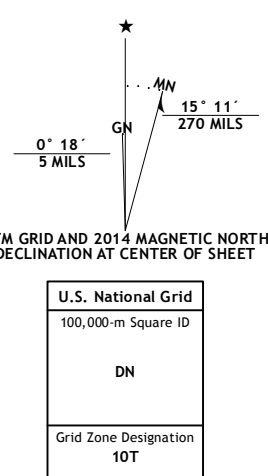 ★
MN
15° 11´
270 MILS
GN
0° 18´
5 MILS
TM GRID AND 2014 MAGNETIC NORTH
DECLINATION AT CENTER OF SHEET
U.S. National Grid
100,000-m Square ID
DN
Grid Zone Designation
10T